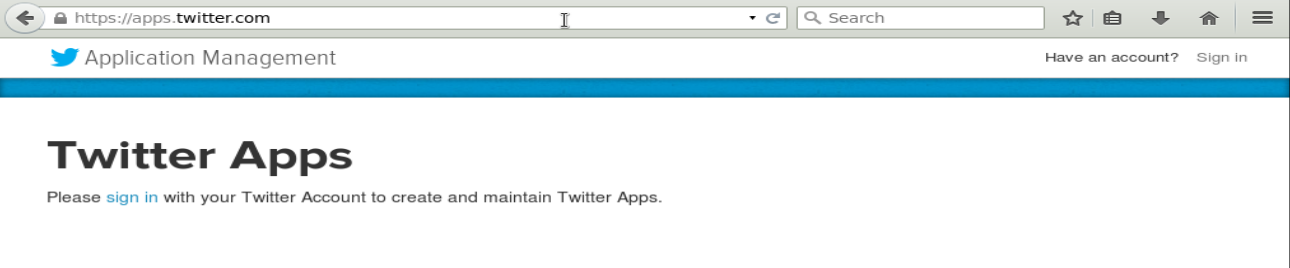 https://apps.twitter.com
Search
Application Management
Have an account? Sign in
Twitter Apps
Please sign in with your Twitter Account to create and maintain Twitter Apps.